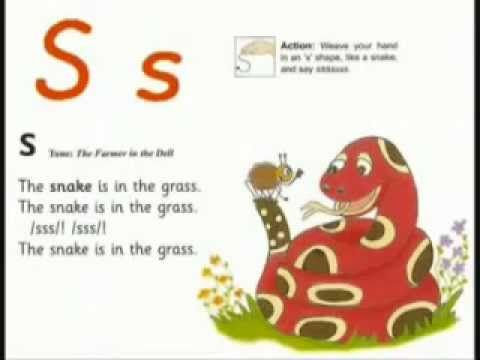 S s
Action: Weave your hand
in an 's' shape, like a snake,
and say ssssss.
s Tune: The Farmer in the Dell
The snake is in the grass.
The snake is in the grass.
/sss/! /sss/!
The snake is in the grass.